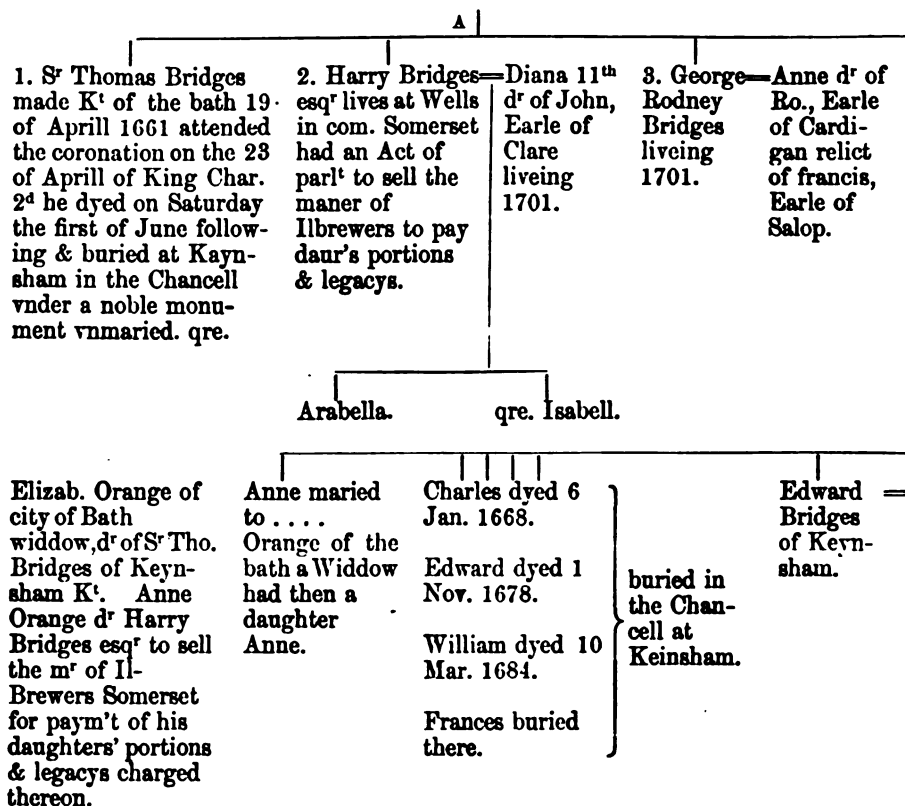 A
1. Sʳ Thomas Bridges
made Kᵗ of the bath 19
of Aprill 1661 attended
the coronation on the 23
of Aprill of King Char.
2ᵈ he dyed on Saturday
the first of June follow-
ing & buried at Kayn-
sham in the Chancell
vnder a noble monu-
ment vnmaried. qre.
2. Harry Bridges=
esqʳ lives at Wells
in com. Somerset
had an Act of
parlᵗ to sell the
maner of
Ilbrewers to pay
daur's portions
& legacys.
Diana 11ᵗʰ
dʳ of John,
Earle of
Clare
liveing
1701.
3. George=
Rodney
Bridges
liveing
1701.
Anne dʳ of
Ro., Earle
of Cardi-
gan relict
of francis,
Earle of
Salop.
Arabella.
qre. Isabell.
Elizab. Orange of
city of Bath
widdow, dʳ of Sʳ Tho.
Bridges of Keyn-
sham Kᵗ. Anne
Orange dʳ Harry
Bridges esqʳ to sell
the mʳ of Il-
Brewers Somerset
for paym't of his
daughters' portions
& legacys charged
thereon.
Anne maried
to . . . .
Orange of the
bath a Widdow
had then a
daughter
Anne.
Charles dyed 6
Jan. 1668.
Edward dyed 1
Nov. 1678.
William dyed 10
Mar. 1684.
Frances buried
there.
buried in
the Chan-
cell at
Keinsham.
Edward =
Bridges
of Keyn-
sham.